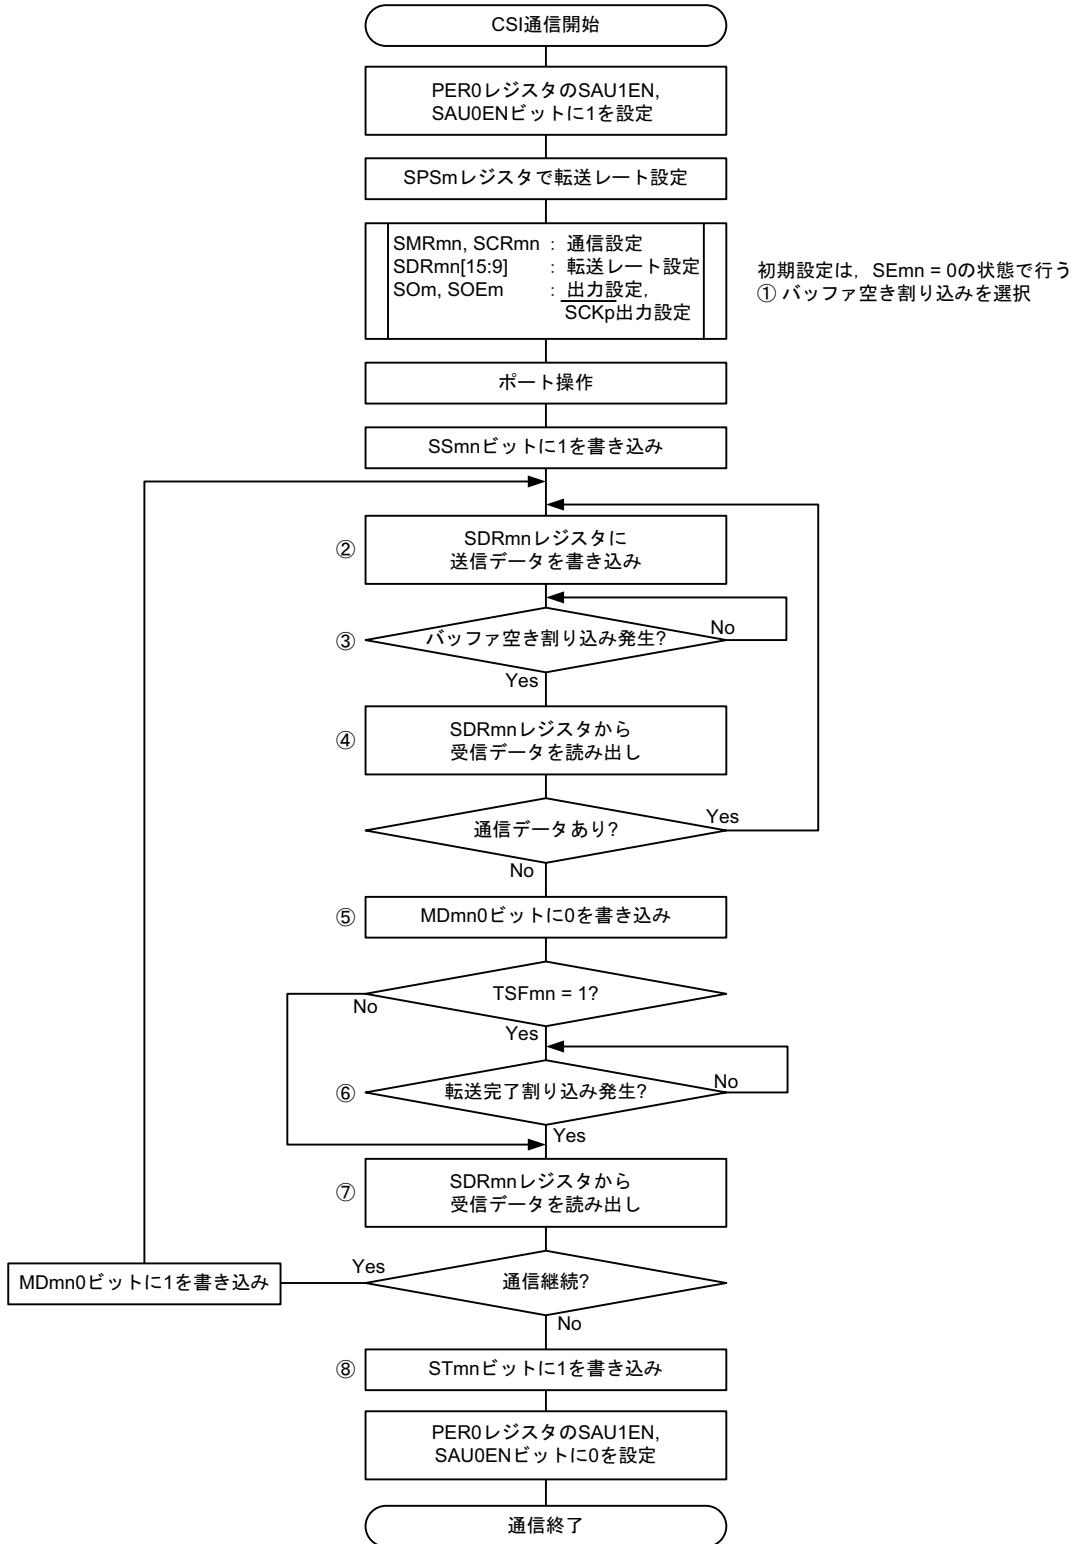 CSI通信開始
PER0レジスタのSAU1EN,
SAU0ENビットに1を設定
SPSmレジスタで転送レート設定
SMRmn, SCRmn : 通信設定
SDRmn[15:9] : 転送レート設定
SOm, SOEm : 出力設定,
SCKp出力設定
初期設定は, SEmn = 0の状態で行う
① バッファ空き割り込みを選択
ポート操作
SSmnビットに1を書き込み
②
SDRmnレジスタに
送信データを書き込み
③
バッファ空き割り込み発生?
No
Yes
④
SDRmnレジスタから
受信データを読み出し
通信データあり?
Yes
No
⑤
MDmn0ビットに0を書き込み
TSFmn = 1?
No
Yes
⑥
転送完了割り込み発生?
No
Yes
⑦
SDRmnレジスタから
受信データを読み出し
MDmn0ビットに1を書き込み
Yes
通信継続?
No
⑧
STmnビットに1を書き込み
PER0レジスタのSAU1EN,
SAU0ENビットに0を設定
通信終了